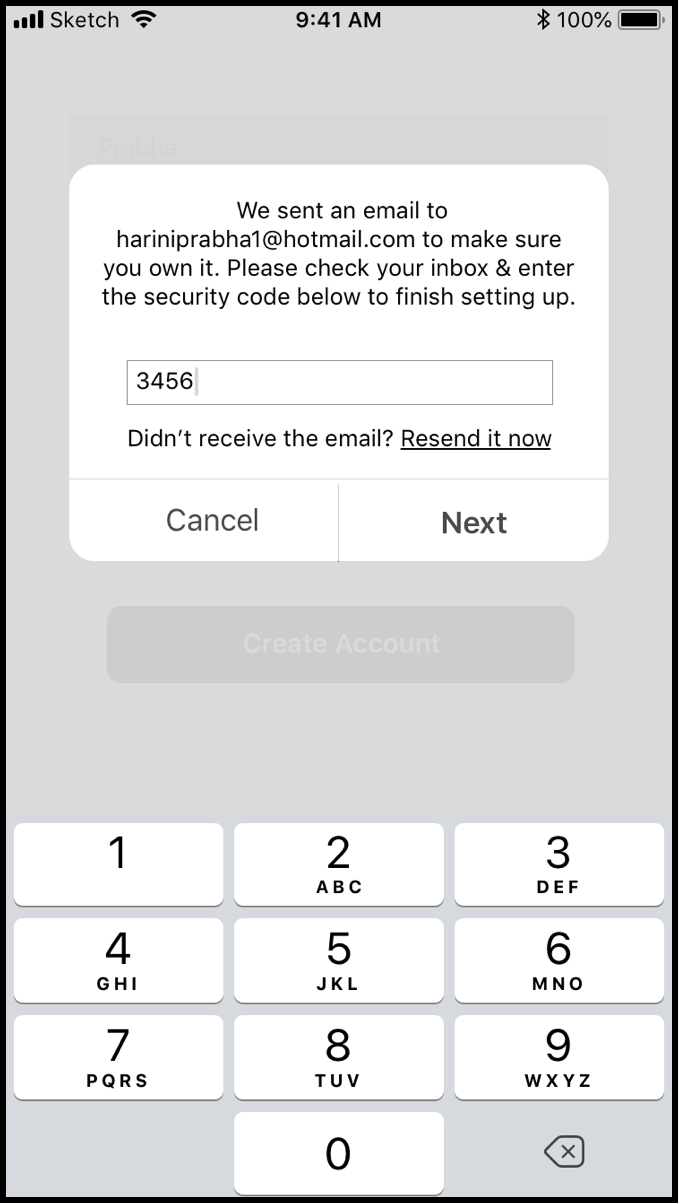 Sketch 9:41 AM 100%
Prabha
We sent an email to
hariniprabha1@hotmail.com to make sure
you own it. Please check your inbox & enter
the security code below to finish setting up.
3456
Didn’t receive the email? Resend it now
Cancel Next
Create Account
1 2 3
ABC DEF
4 5 6
GHI JKL MNO
7 8 9
PQRS TUV WXYZ
0